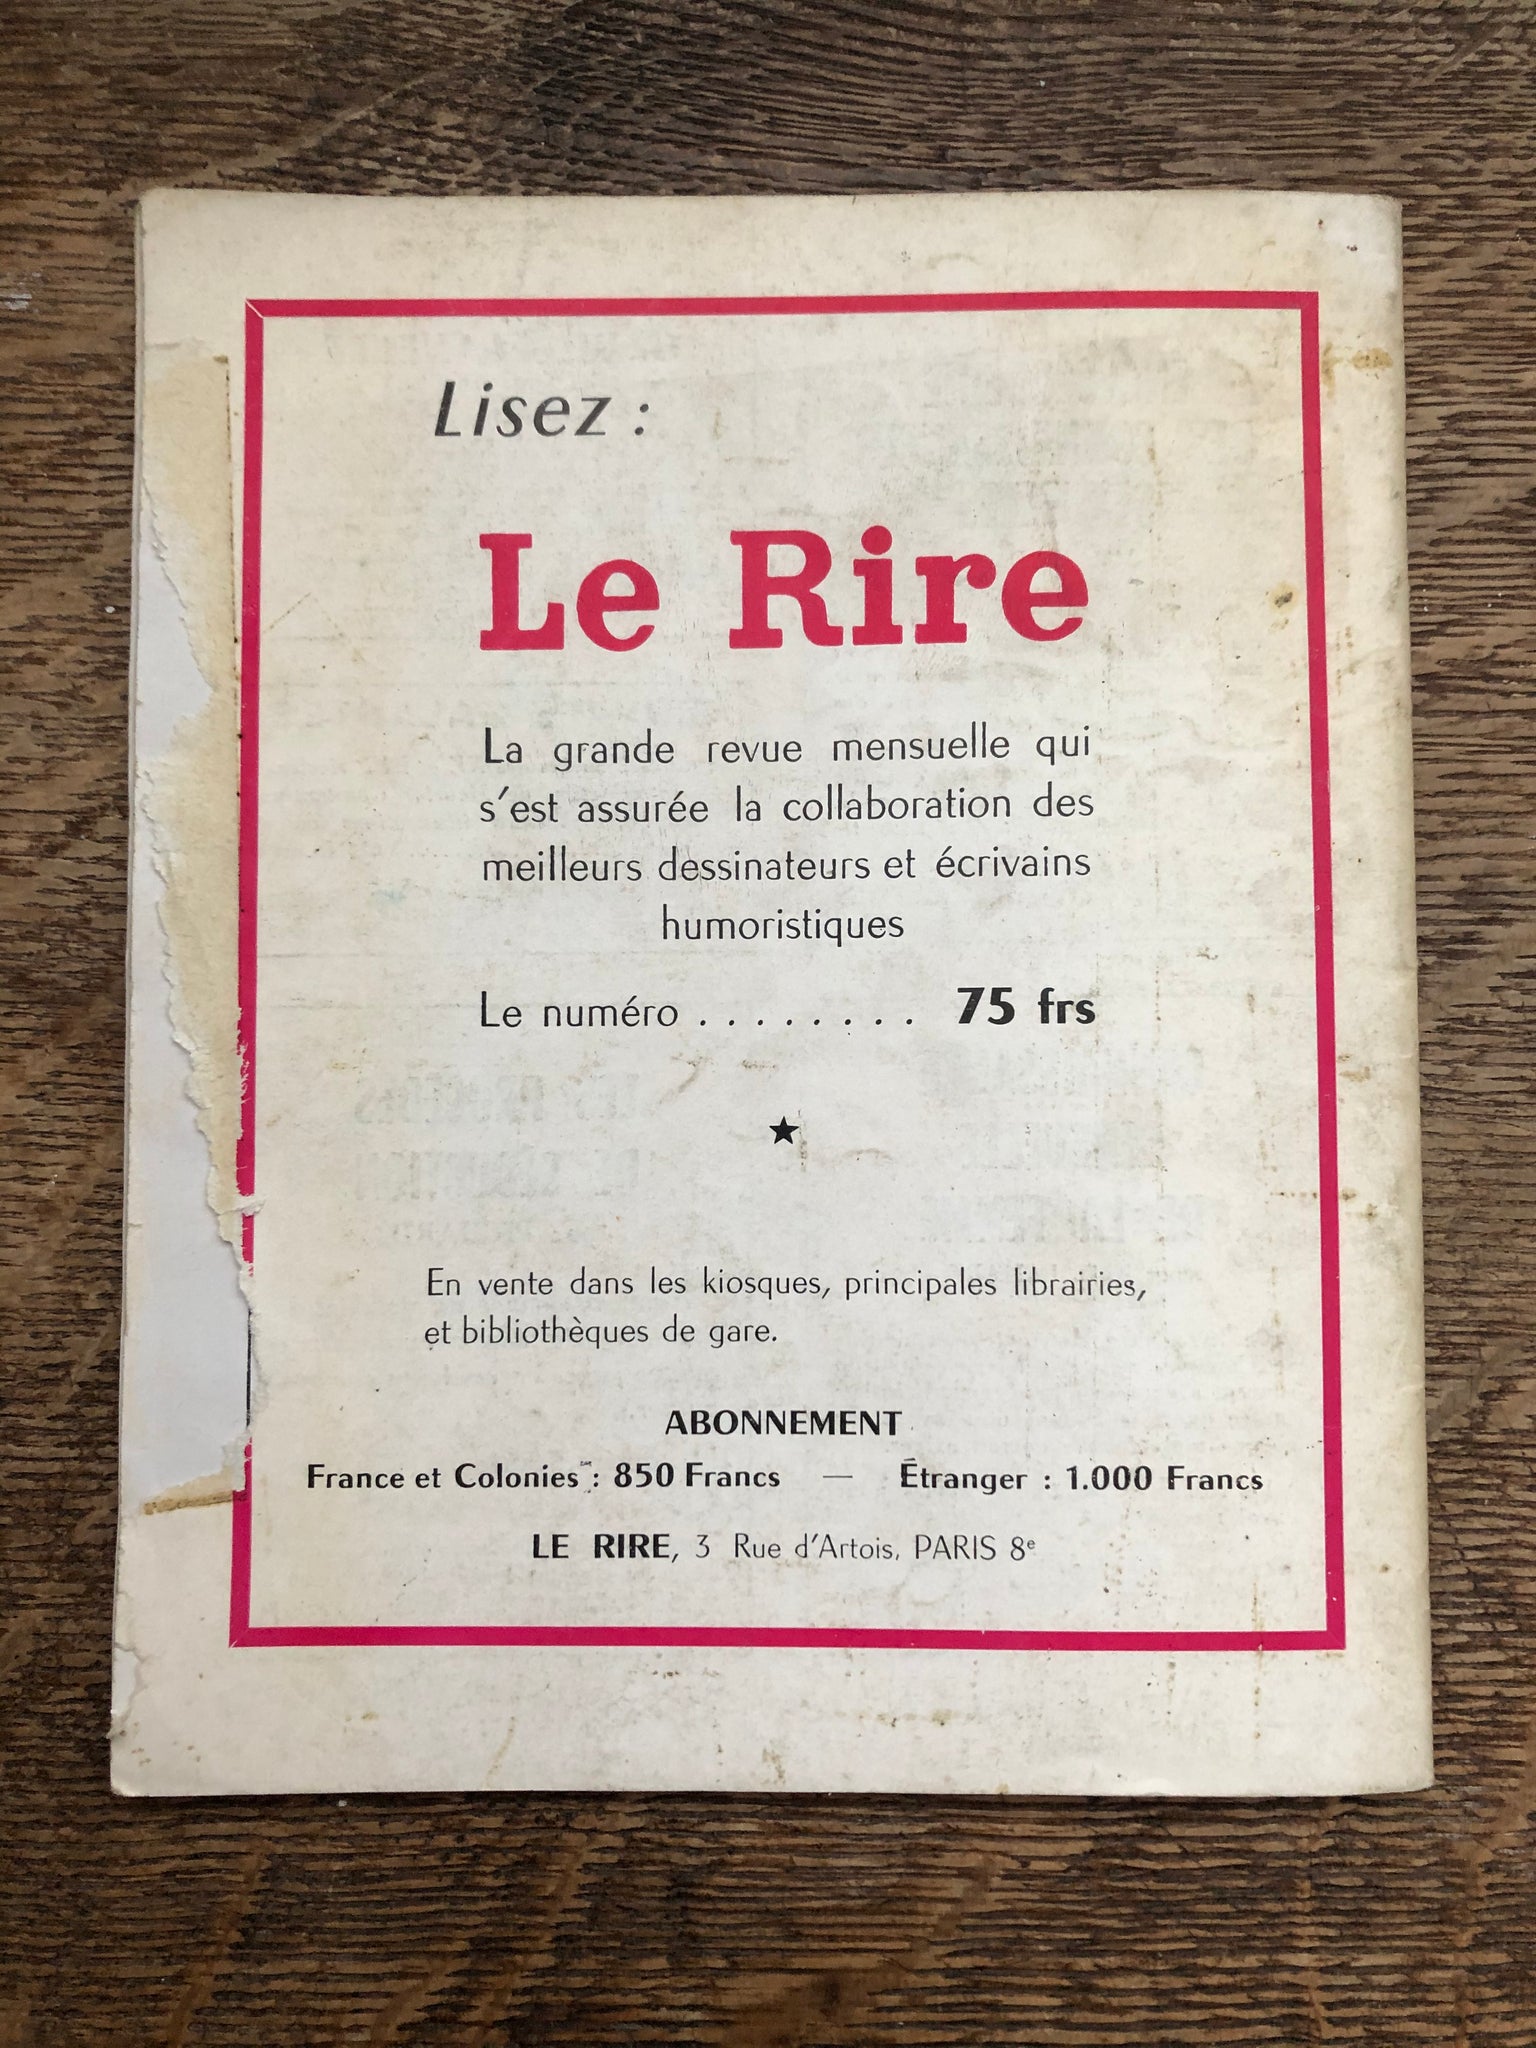 Lisez :
Le Rire
La grande revue mensuelle qui
s'est assurée la collaboration des
meilleurs dessinateurs et écrivains
humoristiques
Le numéro . . . . . . . . 75 frs
★
En vente dans les kiosques, principales librairies,
et bibliothèques de gare.
ABONNEMENT
France et Colonies : 850 Francs — Étranger : 1.000 Francs
LE RIRE, 3 Rue d'Artois, PARIS 8e